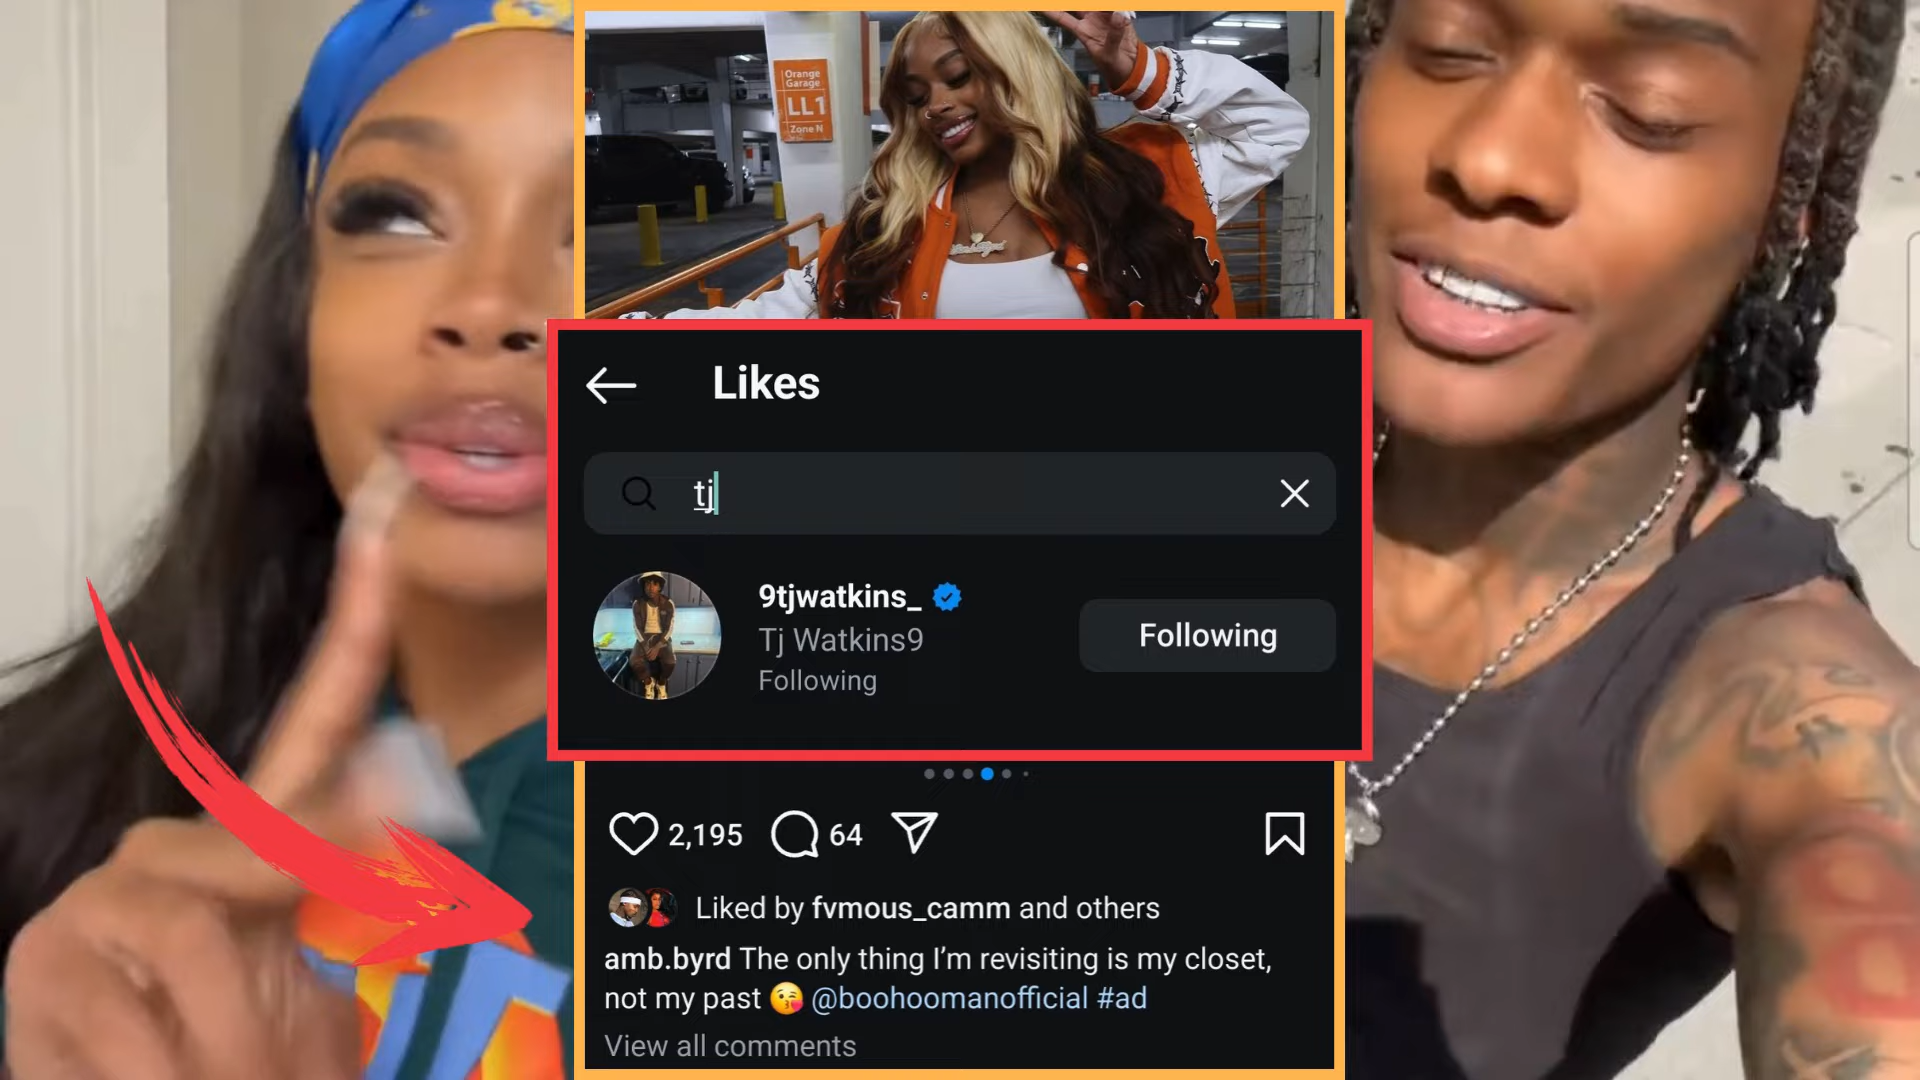 Orange
Garage
LL1
Zone N
Likes
tj
9tjwatkins_
Tj Watkins9
Following
Following
2,195
64
Liked by fvmous_camm and others
amb.byrd The only thing I’m revisiting is my closet,
not my past 😘 @boohoomanofficial #ad
View all comments